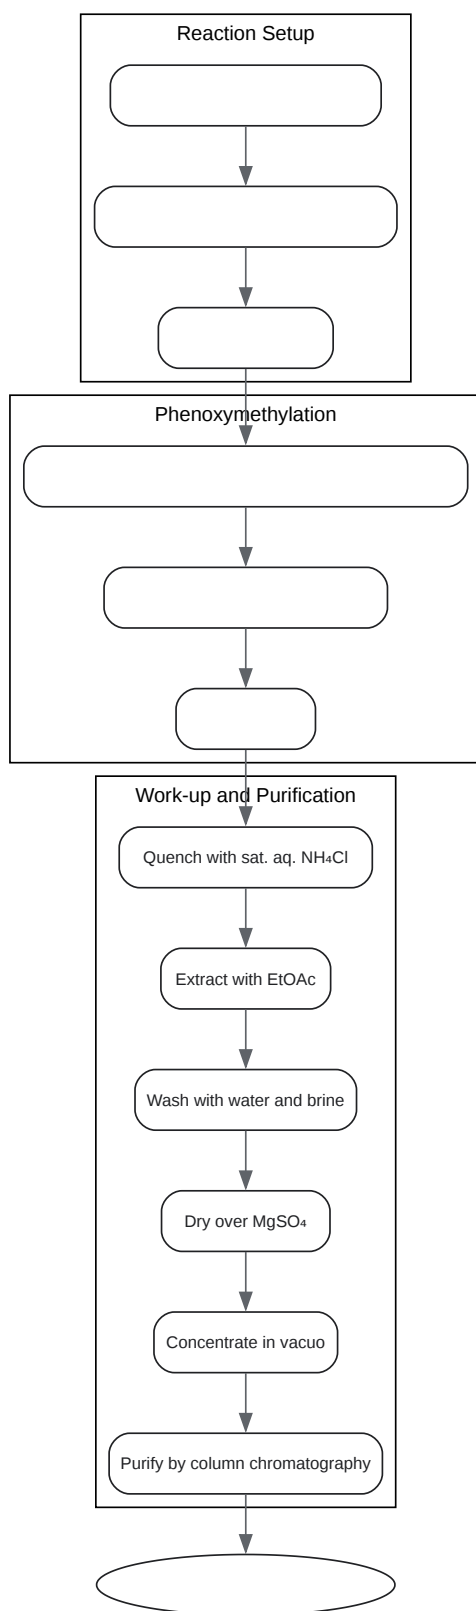 Reaction Setup
Phenoxymethylation
Work-up and Purification
Quench with sat. aq. NH₄Cl
Extract with EtOAc
Wash with water and brine
Dry over MgSO₄
Concentrate in vacuo
Purify by column chromatography